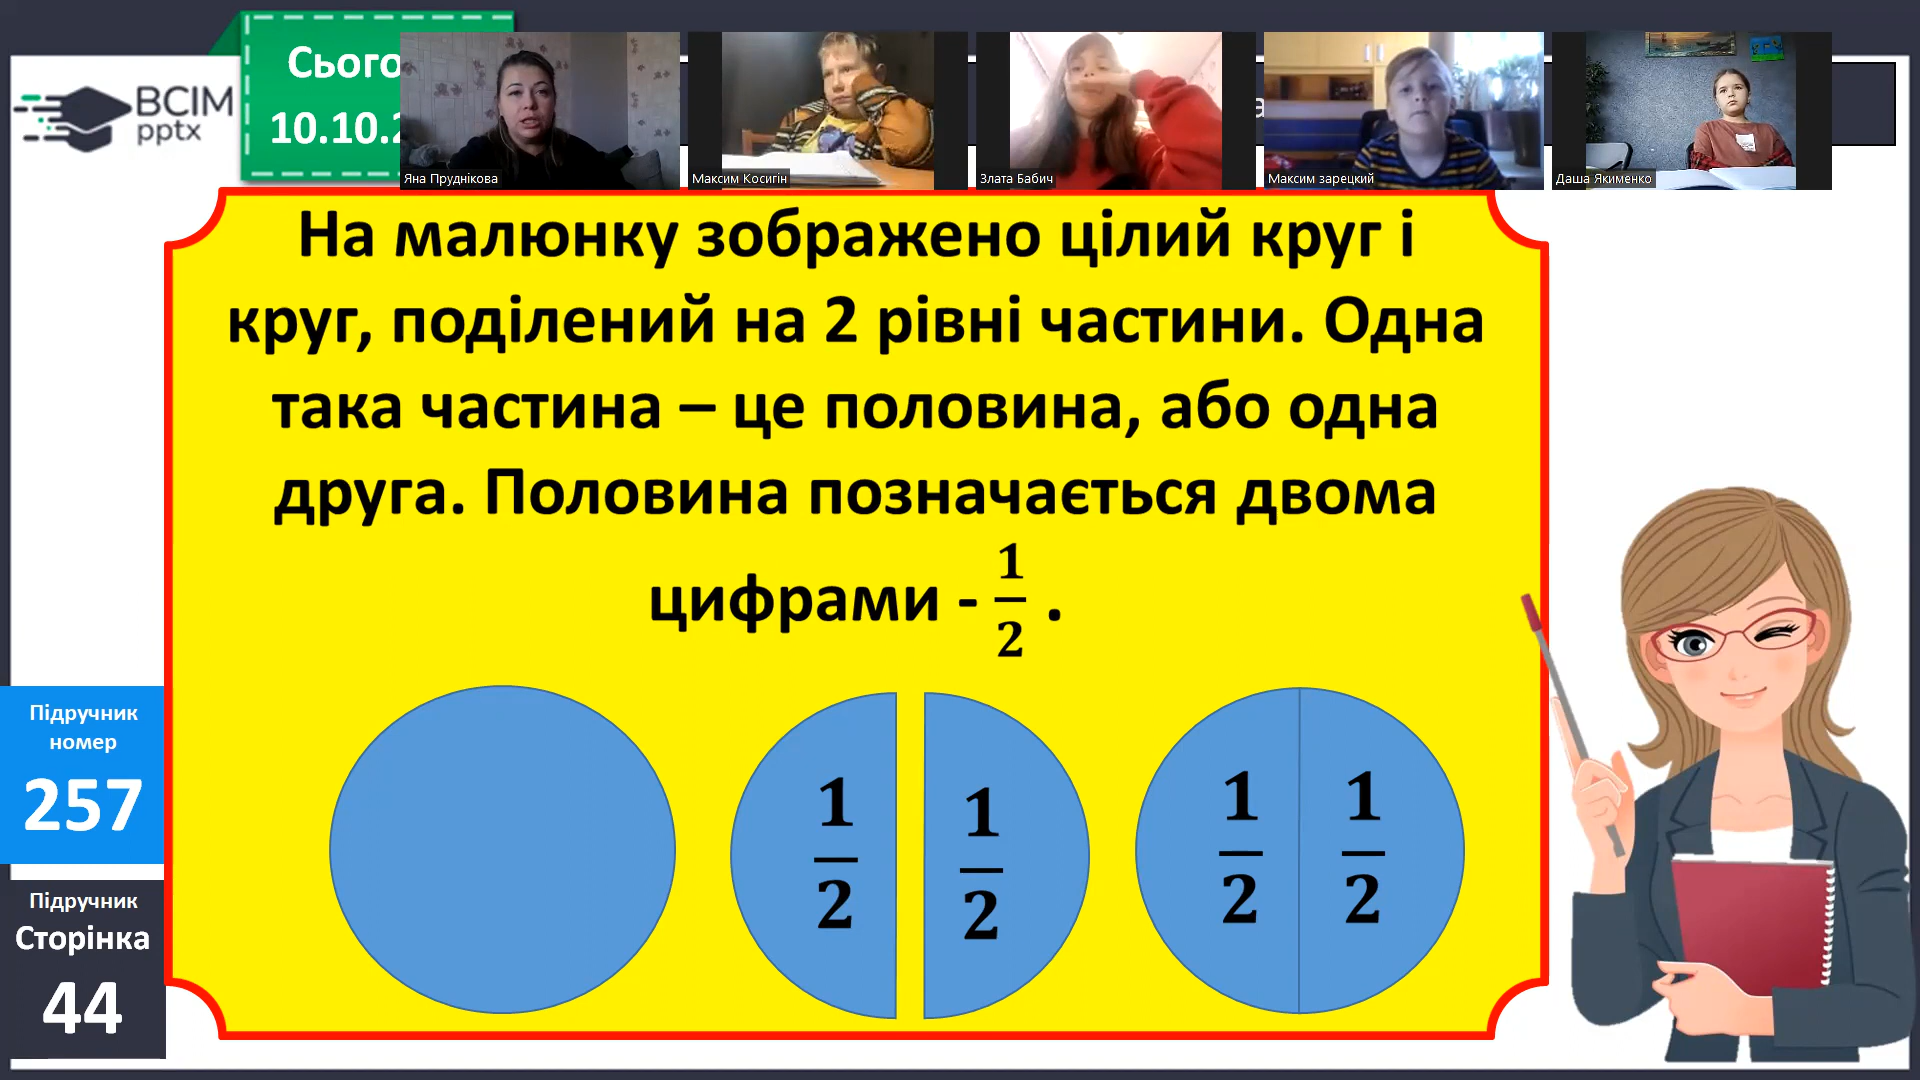 ВСІМ
pptx
Сього
10.10.2
Яна Пруднікова
Максим Косигін
Злата Бабич
Максим зарецкий
Даша Якименко
На малюнку зображено цілий круг і
круг, поділений на 2 рівні частини. Одна
така частина – це половина, або одна
друга. Половина позначається двома
цифрами - 1/2 .
1/2
1/2
1/2
1/2
Підручник
номер
257
Підручник
Сторінка
44